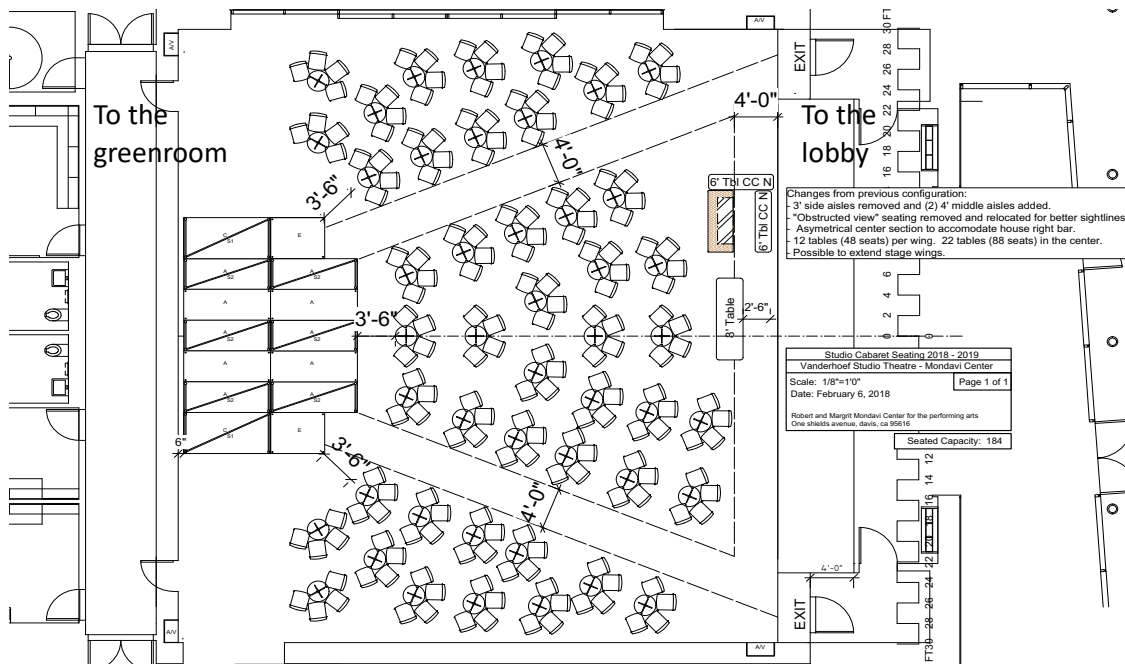 A/V
A/V
EXIT
FT
30
28
26
24
22
20
18
16
To the
greenroom
4'-0"
To the
lobby
4'-0"
3'-6"
6' Tbl CC N
6' Tbl CC N
Changes from previous configuration:
- 3' side aisles removed and (2) 4' middle aisles added.
- "Obstructed view" seating removed and relocated for better sightlines
- Asymetrical center section to accomodate house right bar.
- 12 tables (48 seats) per wing. 22 tables (88 seats) in the center.
- Possible to extend stage wings.
C
S1
E
A
S2
A
S2
A
A
A
S2
A
S2
A
A
A
S2
A
S2
C
S1
E
6
4
2
0
0
3'-6"
8' Table
2'-6"
Studio Cabaret Seating 2018 - 2019
Vanderhoef Studio Theatre - Mondavi Center
Scale: 1/8"=1'0"
Page 1 of 1
Date: February 6, 2018
Robert and Margrit Mondavi Center for the performing arts
One shields avenue, davis, ca 95616
Seated Capacity: 184
6"
3'-6"
4'-0"
12
14
16
18
20
22
24
26
28
FT30
4'-0"
EXIT
A/V
A/V